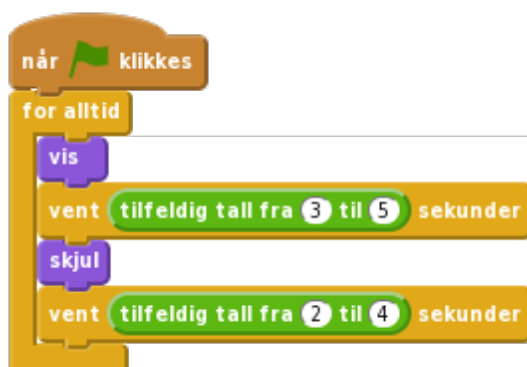 når klikkes
for alltid
vis
vent tilfeldig tall fra 3 til 5 sekunder
skjul
vent tilfeldig tall fra 2 til 4 sekunder